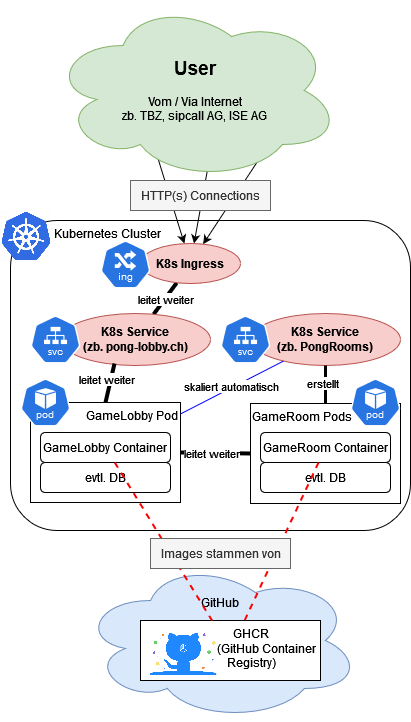 User
Vom / Via Internet
zb. TBZ, sipcall AG, ISE AG
HTTP(s) Connections
Kubernetes Cluster
ing
K8s Ingress
leitet weiter
svc
K8s Service
(zb. pong-lobby.ch)
svc
K8s Service
(zb. PongRooms)
leitet weiter
skaliert automatisch
erstellt
pod
GameLobby Pod
GameRoom Pods
pod
GameLobby Container
evtl. DB
leitet weiter
GameRoom Container
evtl. DB
Images stammen von
GitHub
GHCR
(GitHub Container
Registry)